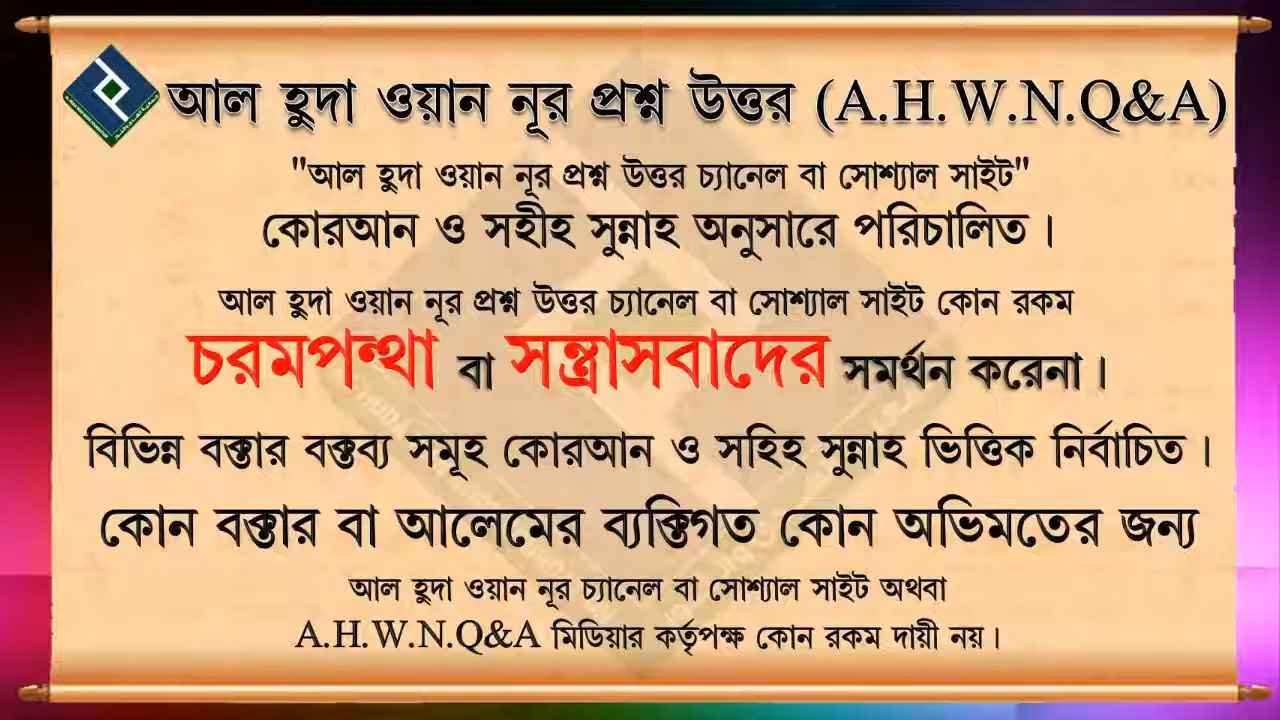 আল হুদা ওয়ান নূর প্রশ্ন উত্তর (A.H.W.N.Q&A)
"আল হুদা ওয়ান নূর প্রশ্ন উত্তর চ্যানেল বা সোশ্যাল সাইট"
কোরআন ও সহীহ সুন্নাহ অনুসারে পরিচালিত।
আল হুদা ওয়ান নূর প্রশ্ন উত্তর চ্যানেল বা সোশ্যাল সাইট কোন রকম
চরমপন্থা বা সন্ত্রাসবাদের সমর্থন করেনা।
বিভিন্ন বক্তার বক্তব্য সমূহ কোরআন ও সহিহ সুন্নাহ ভিত্তিক নির্বাচিত।
কোন বক্তার বা আলেমের ব্যক্তিগত কোন অভিমতের জন্য
আল হুদা ওয়ান নূর চ্যানেল বা সোশ্যাল সাইট অথবা
A.H.W.N.Q&A মিডিয়ার কর্তৃপক্ষ কোন রকম দায়ী নয়।